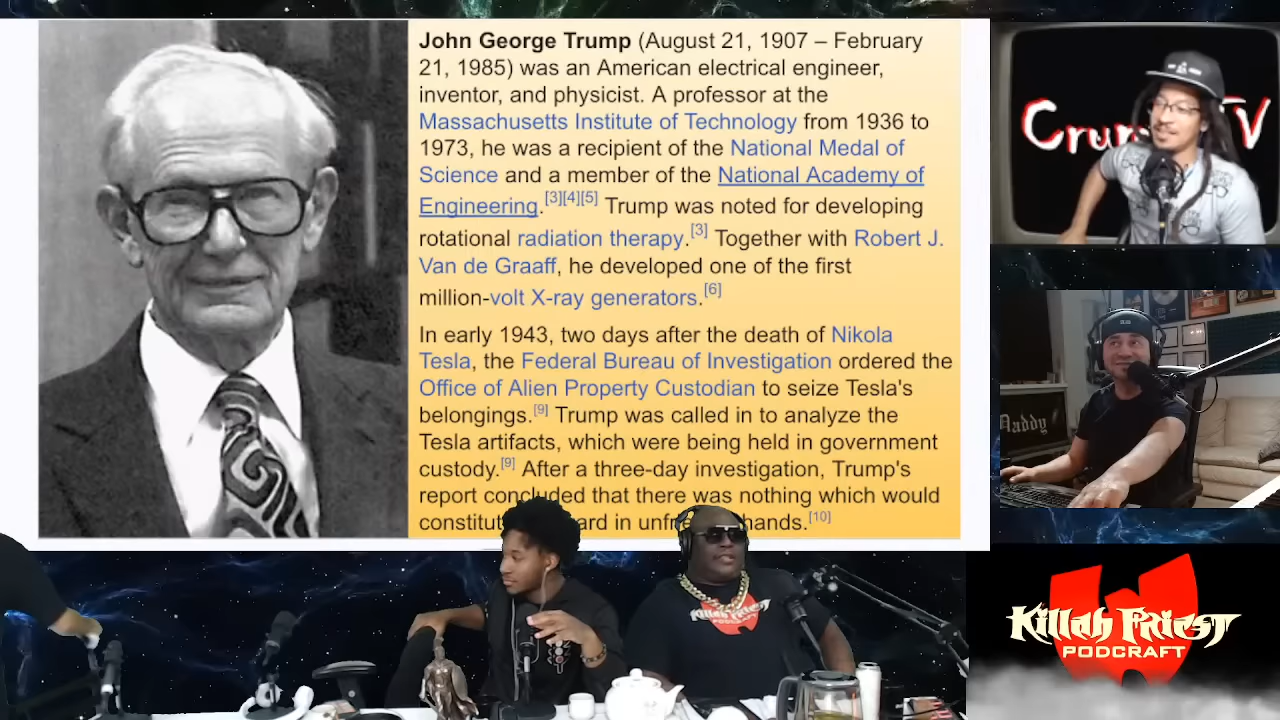 John George Trump (August 21, 1907 – February
21, 1985) was an American electrical engineer,
inventor, and physicist. A professor at the
Massachusetts Institute of Technology from 1936 to
1973, he was a recipient of the National Medal of
Science and a member of the National Academy of
Engineering.[3][4][5] Trump was noted for developing
rotational radiation therapy.[3] Together with Robert J.
Van de Graaff, he developed one of the first
million-volt X-ray generators.[6]
In early 1943, two days after the death of Nikola
Tesla, the Federal Bureau of Investigation ordered the
Office of Alien Property Custodian to seize Tesla's
belongings.[9] Trump was called in to analyze the
Tesla artifacts, which were being held in government
custody.[9] After a three-day investigation, Trump's
report concluded that there was nothing which would
in hands.[10]
TV
Daddy
Killah Priest
PODCRAFT
Killah Priest
PODCRAFT